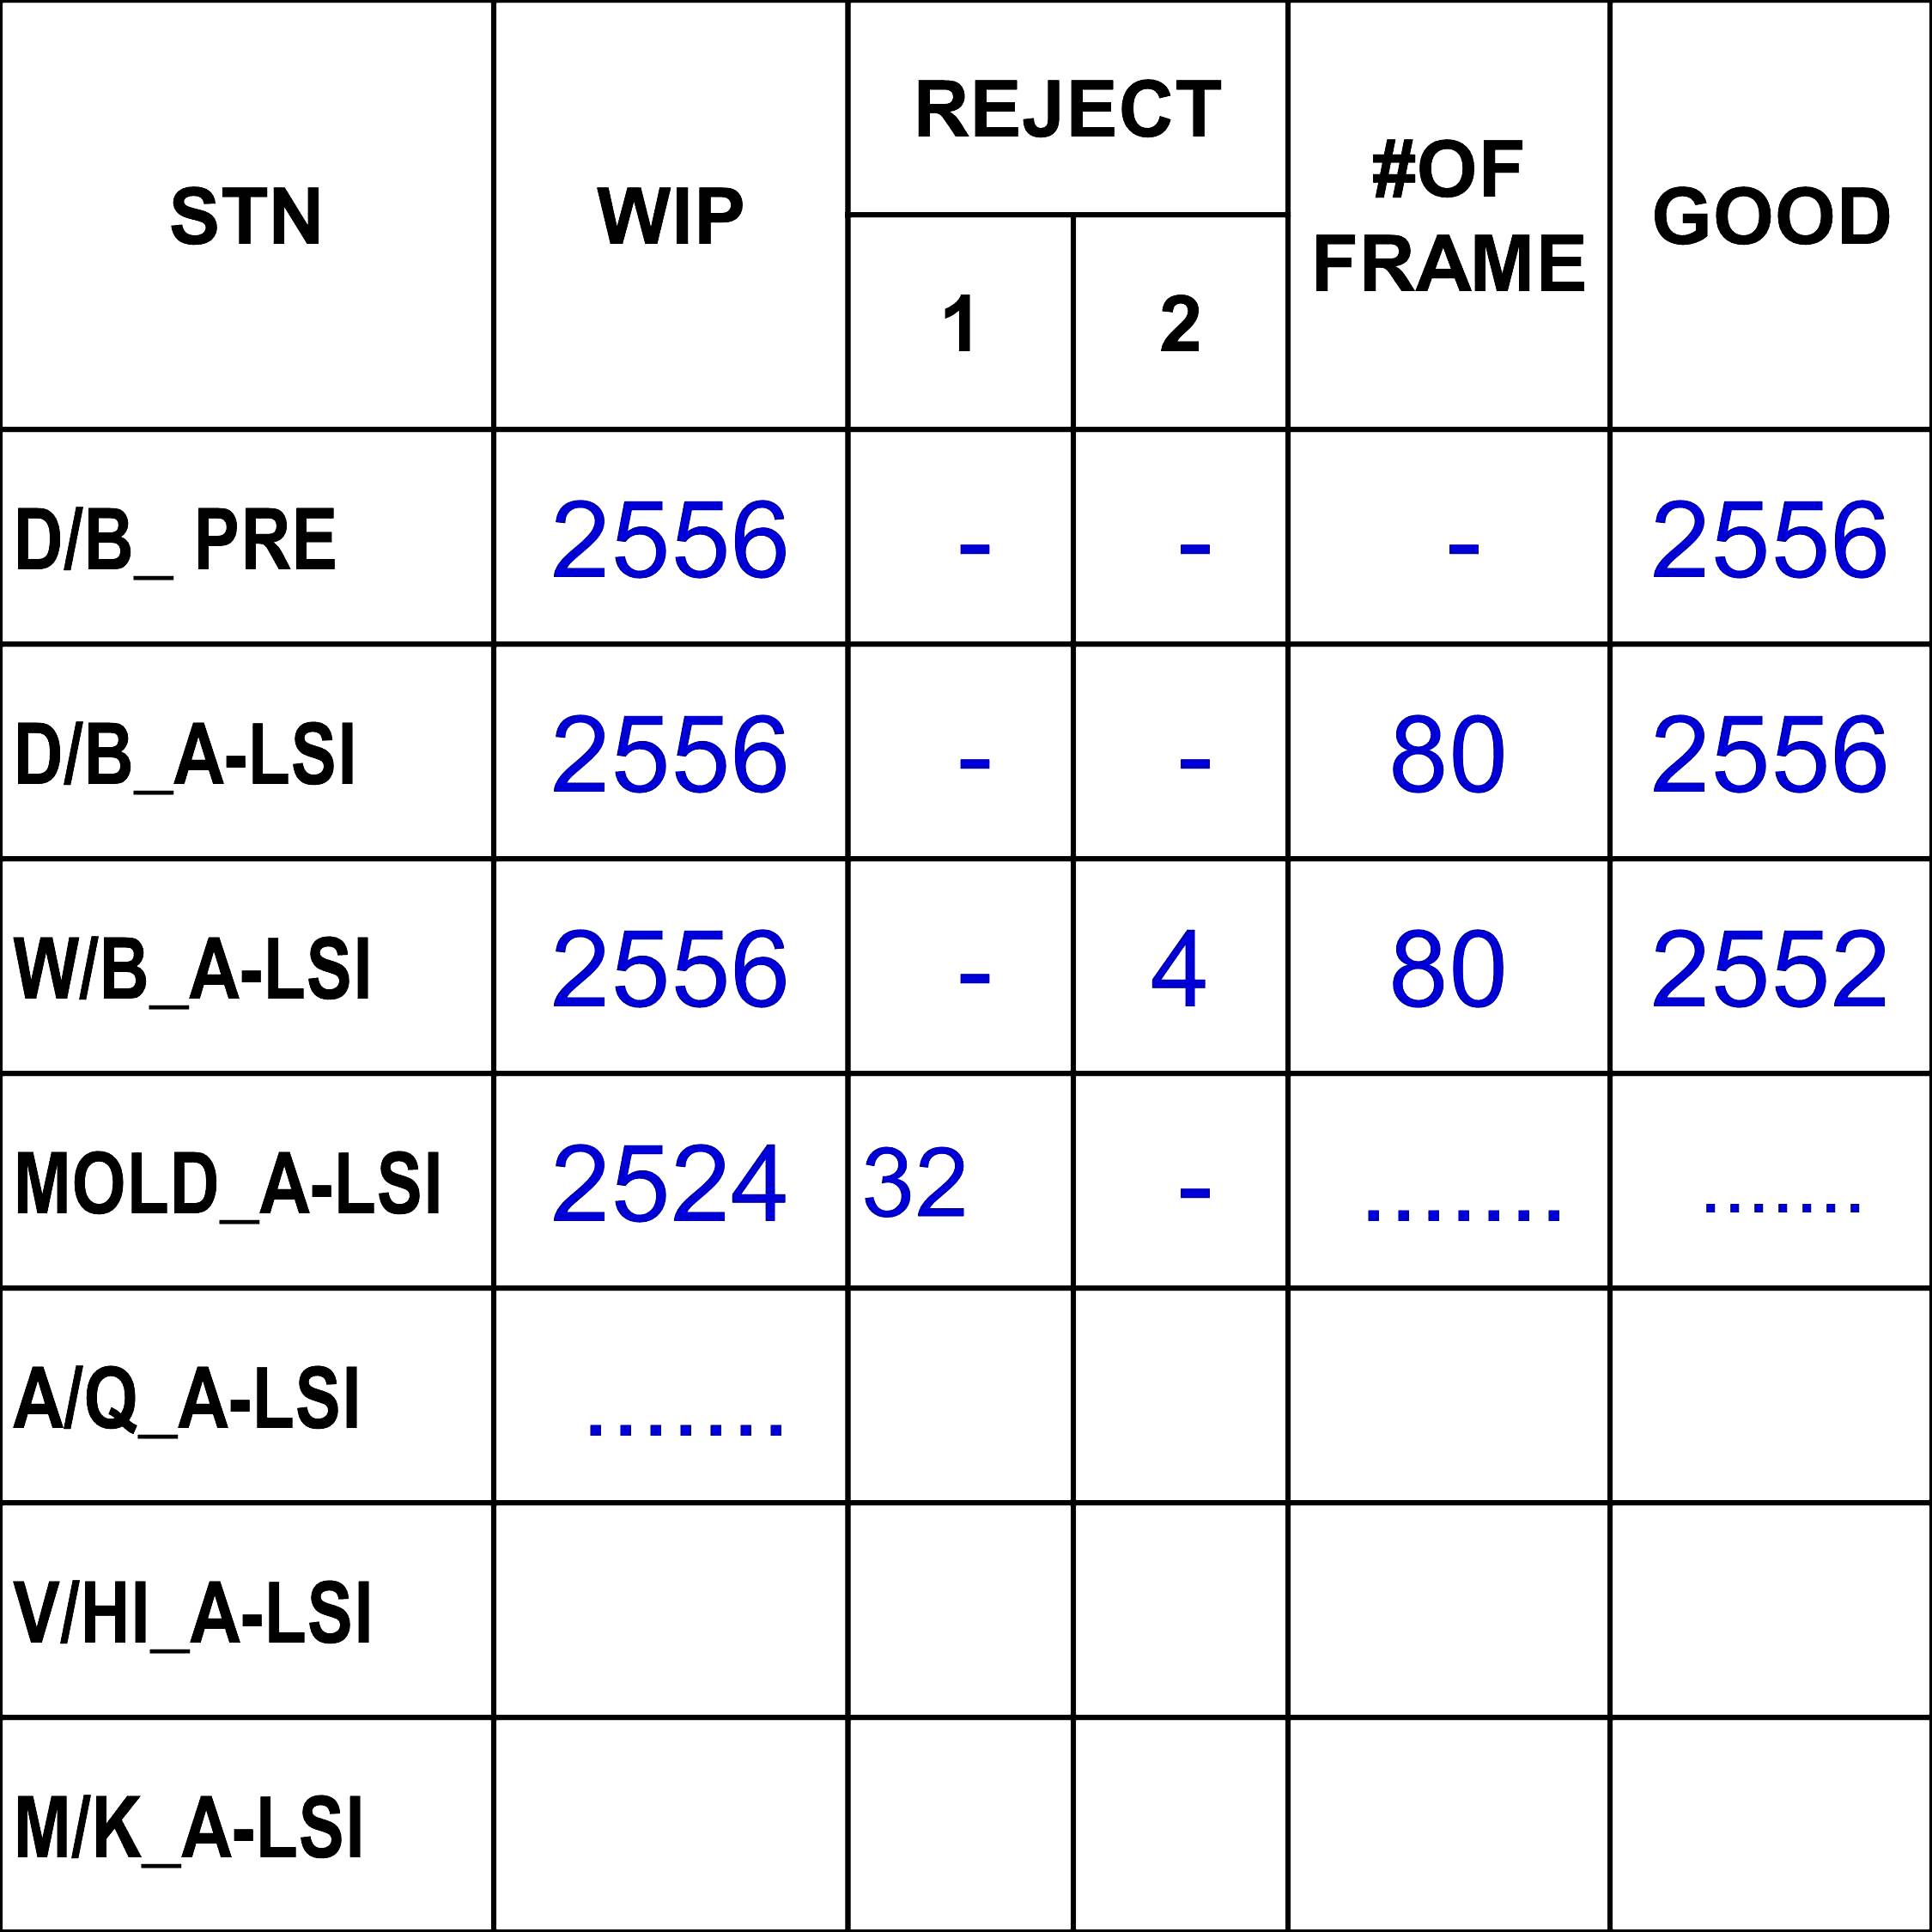 STN WIP REJECT #OF FRAME GOOD
1 2
D/B_ PRE 2556 - - - 2556
D/B_A-LSI 2556 - - 80 2556
W/B_A-LSI 2556 - 4 80 2552
MOLD_A-LSI 2524 32 - ....... .......
A/Q_A-LSI .......
V/HI_A-LSI
M/K_A-LSI